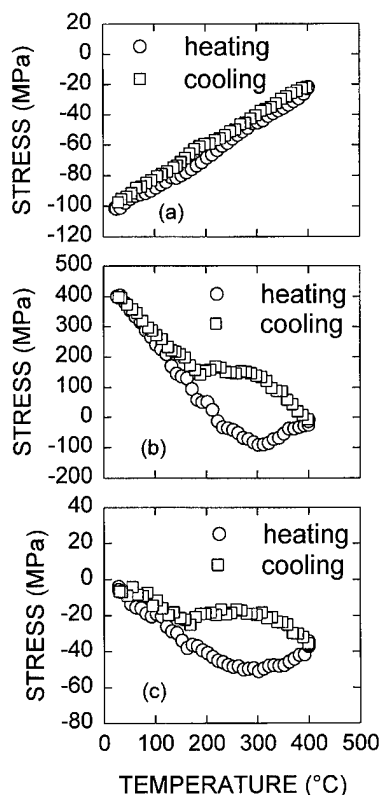 20
0
-20
-40
-60
-80
-100
-120
STRESS (MPa)
heating
cooling
(a)
500
400
300
200
100
0
-100
-200
STRESS (MPa)
heating
cooling
(b)
40
20
0
-20
-40
-60
-80
STRESS (MPa)
heating
cooling
(c)
0 100 200 300 400 500
TEMPERATURE (°C)